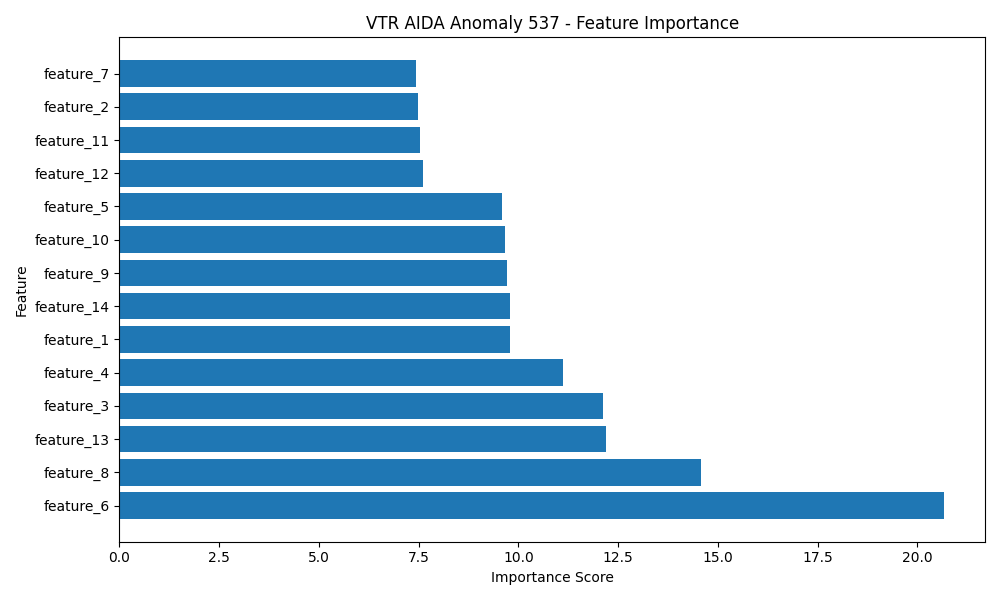 VTR AIDA Anomaly 537 - Feature Importance
feature_7
feature_2
feature_11
feature_12
feature_5
feature_10
feature_9
feature_14
feature_1
feature_4
feature_3
feature_13
feature_8
feature_6
Feature
0.0 2.5 5.0 7.5 10.0 12.5 15.0 17.5 20.0
Importance Score